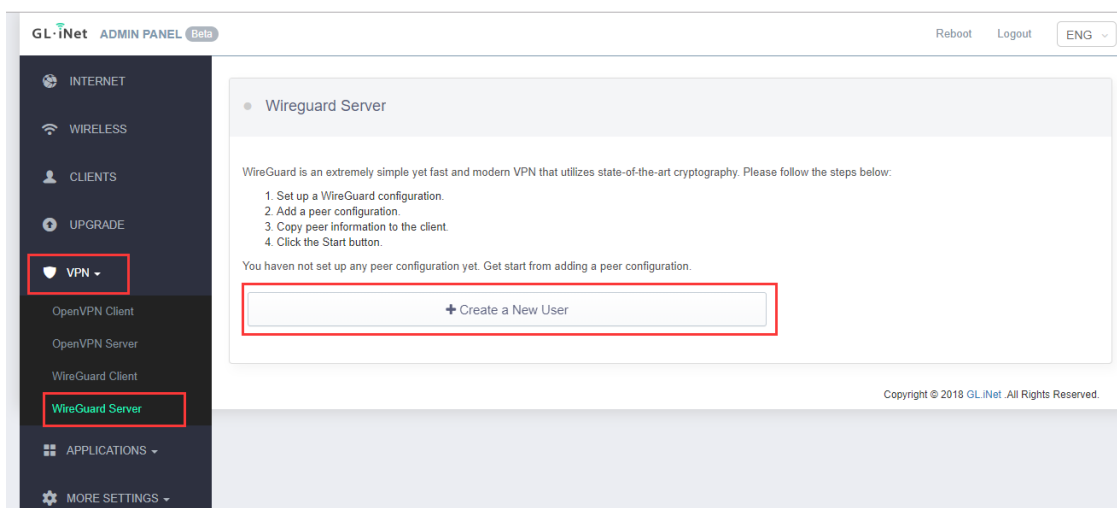 GL·iNet ADMIN PANEL Beta
Reboot Logout ENG
INTERNET
WIRELESS
CLIENTS
UPGRADE
VPN
OpenVPN Client
OpenVPN Server
WireGuard Client
WireGuard Server
APPLICATIONS
MORE SETTINGS
Wireguard Server
WireGuard is an extremely simple yet fast and modern VPN that utilizes state-of-the-art cryptography. Please follow the steps below:
1. Set up a WireGuard configuration.
2. Add a peer configuration.
3. Copy peer information to the client.
4. Click the Start button.
You haven not set up any peer configuration yet. Get start from adding a peer configuration.
+ Create a New User
Copyright © 2018 GL.iNet .All Rights Reserved.